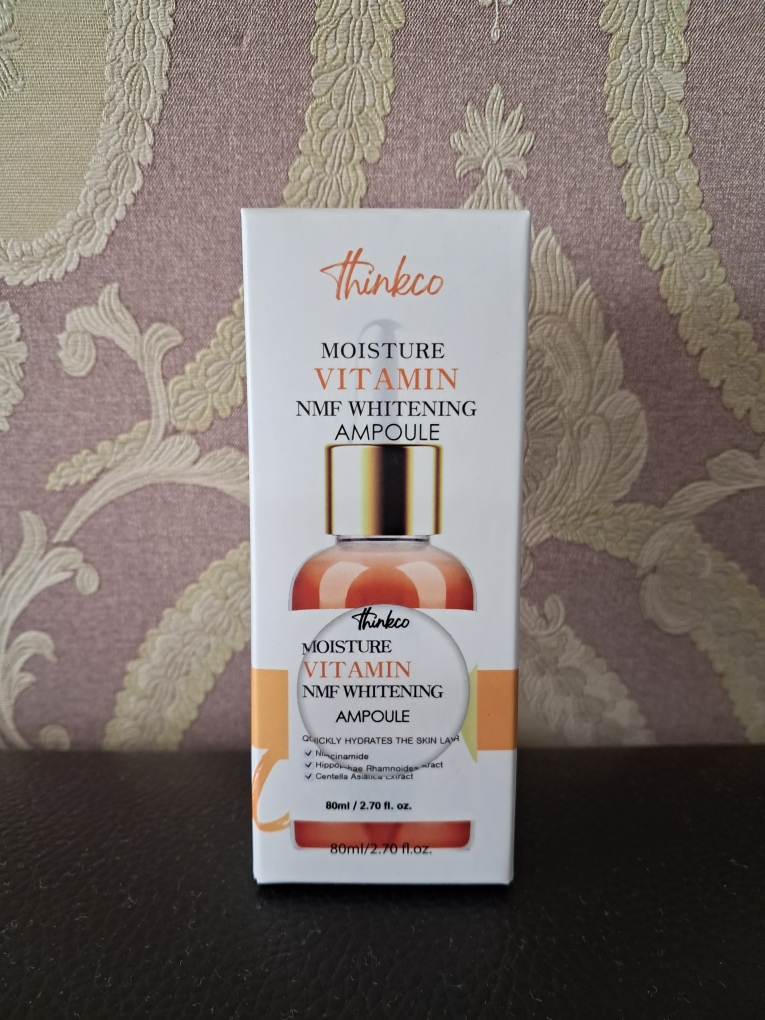 thinkco
MOISTURE
VITAMIN
NMF WHITENING
AMPOULE
thinkco
MOISTURE
VITAMIN
NMF WHITENING
AMPOULE
QUICKLY HYDRATES THE SKIN
Niacinamide
Hippophae Rhamnoides
Centella Asiatica Extract
80ml / 2.70 fl. oz.
80ml/2.70 fl.oz.